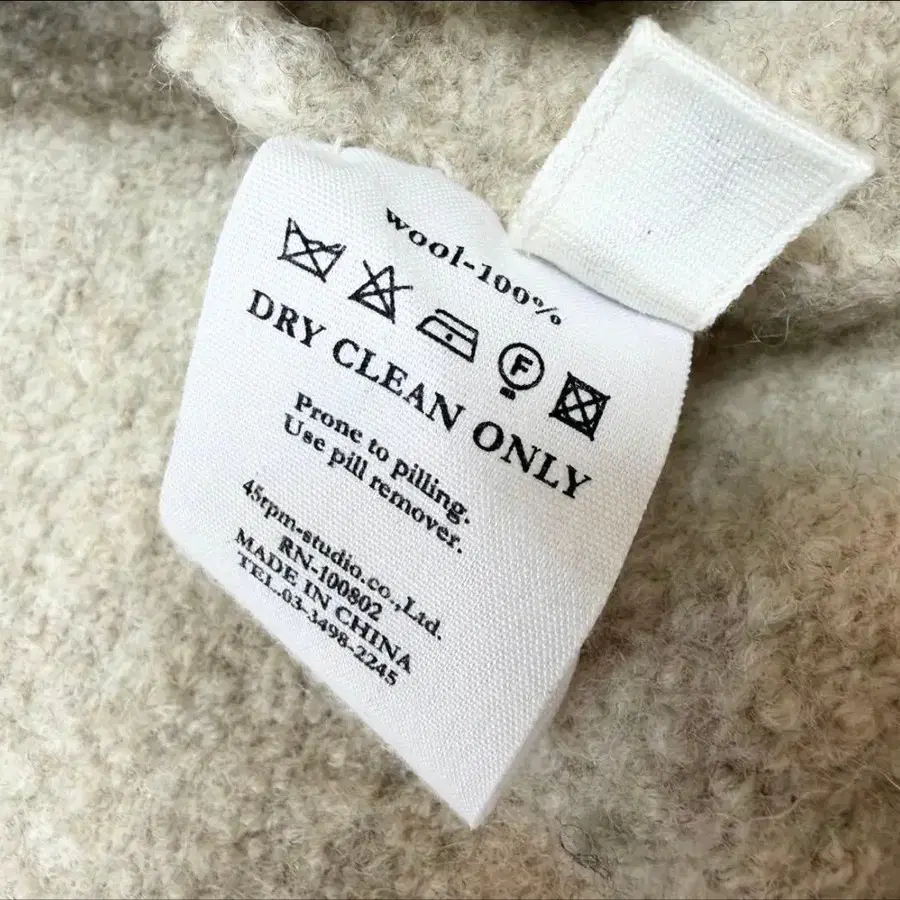 wool-100%
F
DRY CLEAN ONLY
Prone to pilling.
Use pill remover.
45rpm-studio.co.,Ltd.
RN-100802
MADE IN CHINA
TEL.03-3498-2245